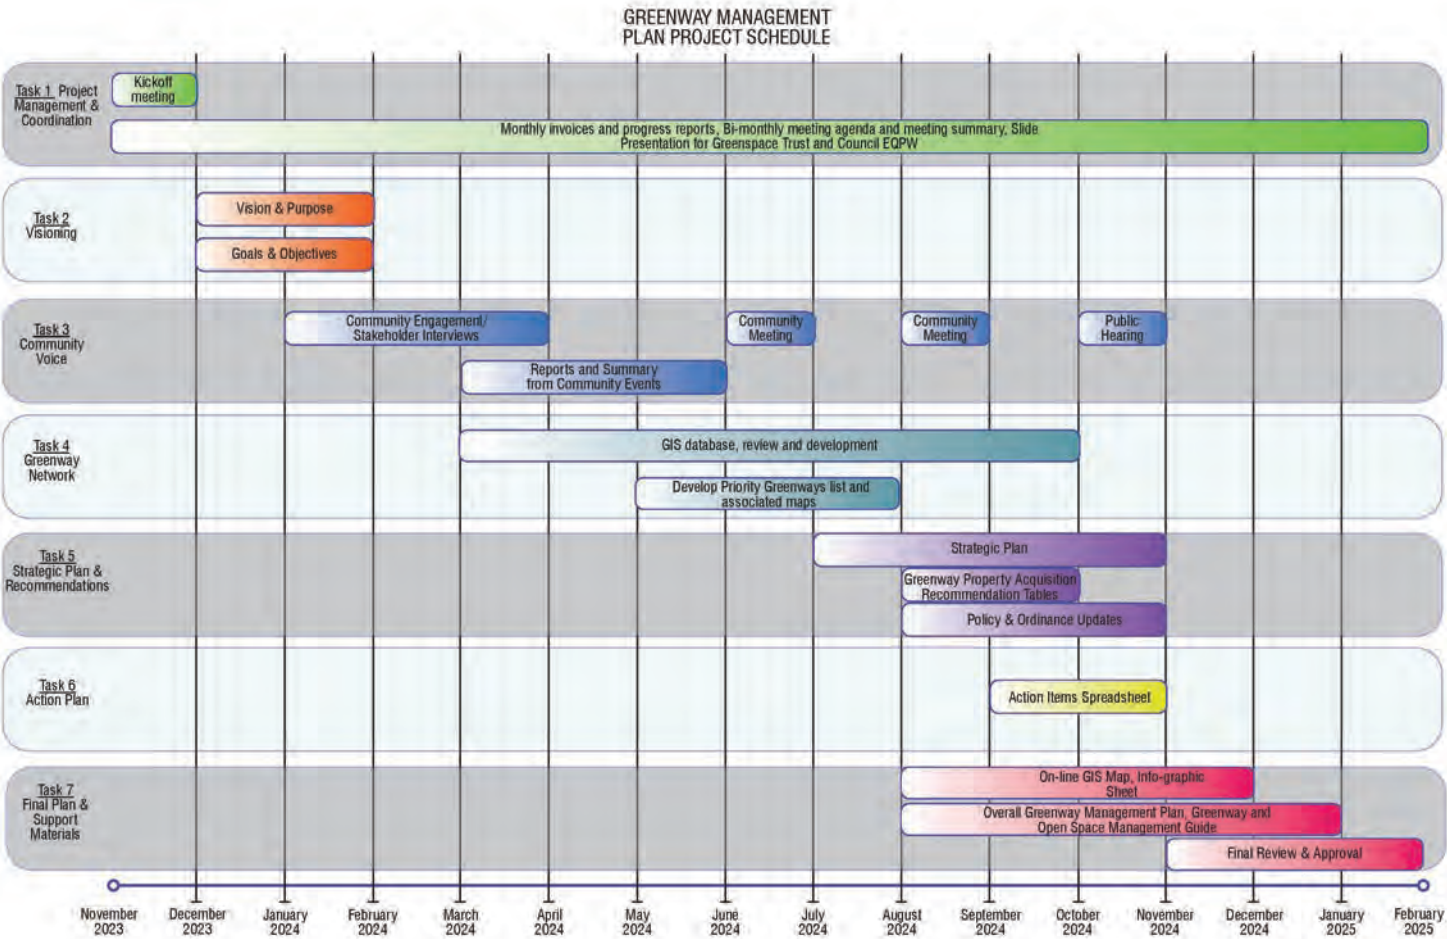 GREENWAY MANAGEMENT
PLAN PROJECT SCHEDULE
Task 1 Project
Management &
Coordination
Kickoff
meeting
Monthly invoices and progress reports, Bi-monthly meeting agenda and meeting summary, Slide
Presentation for Greenspace Trust and Council EQPW
Task 2
Visioning
Vision & Purpose
Goals & Objectives
Task 3
Community
Voice
Community Engagement/
Stakeholder Interviews
Community
Meeting
Community
Meeting
Public
Hearing
Reports and Summary
from Community Events
Task 4
Greenway
Network
GIS database, review and development
Develop Priority Greenways list and
associated maps
Task 5
Strategic Plan &
Recommendations
Strategic Plan
Greenway Property Acquisition
Recommendation Tables
Policy & Ordinance Updates
Task 6
Action Plan
Action Items Spreadsheet
Task 7
Final Plan &
Support
Materials
On-line GIS Map, Info-graphic
Sheet
Overall Greenway Management Plan, Greenway and
Open Space Management Guide
Final Review & Approval
November
2023
December
2023
January
2024
February
2024
March
2024
April
2024
May
2024
June
2024
July
2024
August
2024
September
2024
October
2024
November
2024
December
2024
January
2025
February
2025